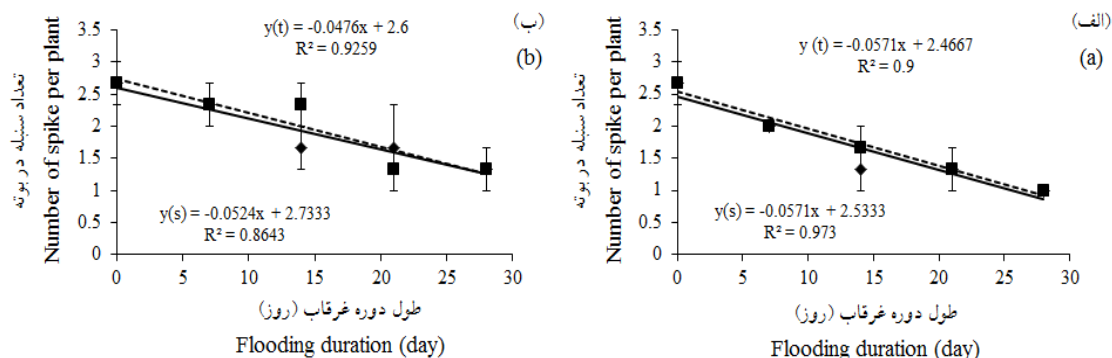 (ب)
(b)
y(t) = -0.0476x + 2.6
R² = 0.9259
y(s) = -0.0524x + 2.7333
R² = 0.8643
تعداد سنبله در بوته
Number of spike per plant
3.5
3
2.5
2
1.5
1
0.5
0
0 5 10 15 20 25 30
طول دوره غرقاب (روز)
Flooding duration (day)
(الف)
(a)
y (t) = -0.0571x + 2.4667
R² = 0.9
y(s) = -0.0571x + 2.5333
R² = 0.973
تعداد سنبله در بوته
Number of spike per plant
3.5
3
2.5
2
1.5
1
0.5
0
0 5 10 15 20 25 30
طول دوره غرقاب (روز)
Flooding duration (day)